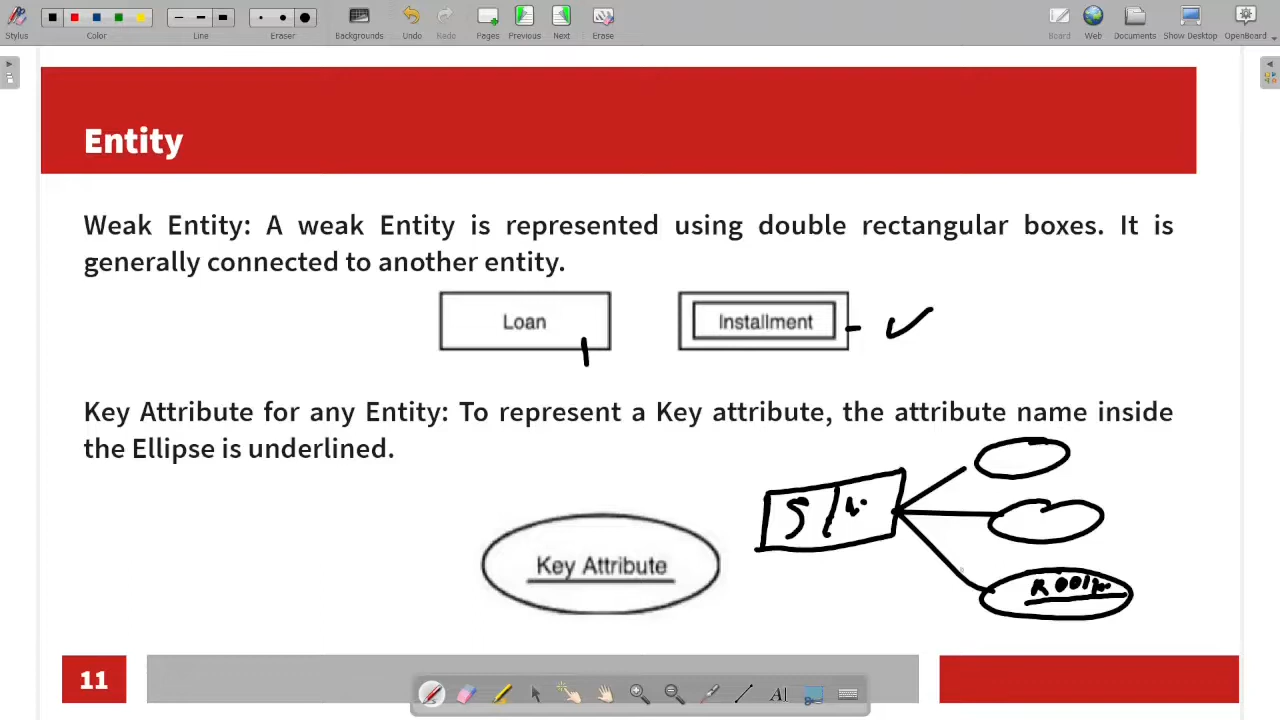 Stylus Color Line Eraser Backgrounds Undo Redo Pages Previous Next Erase Board Web Documents Show Desktop OpenBoard
Entity
Weak Entity: A weak Entity is represented using double rectangular boxes. It is
generally connected to another entity.
Loan Installment
Key Attribute for any Entity: To represent a Key attribute, the attribute name inside
the Ellipse is underlined.
Key Attribute
11